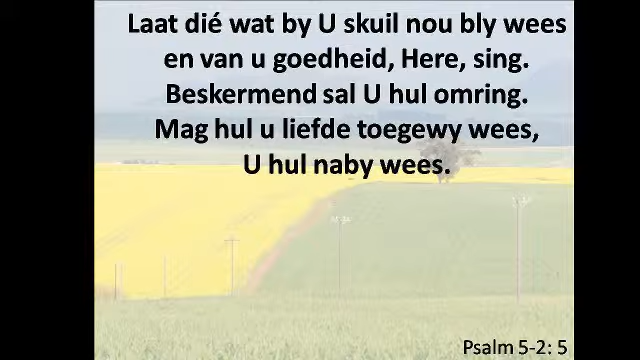 Laat dié wat by U skuil nou bly wees
en van u goedheid, Here, sing.
Beskermend sal U hul omring.
Mag hul u liefde toegewy wees,
U hul naby wees.
Psalm 5-2: 5